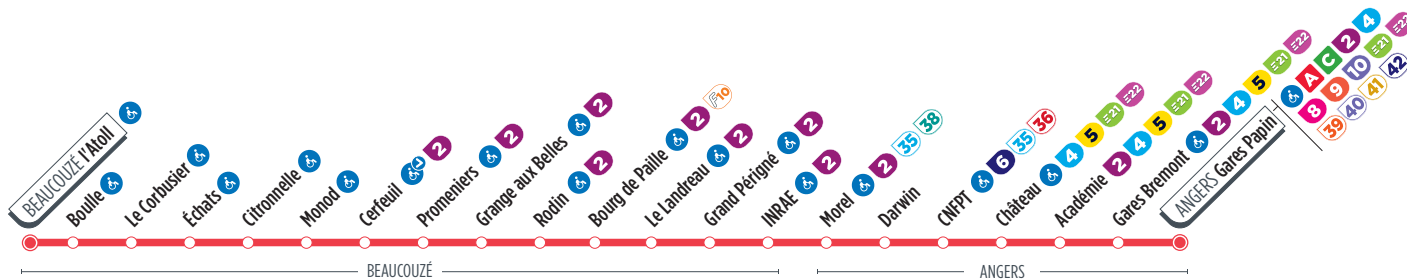 BEAUCOUZÉ l'Atoll
Boulle
Le Corbusier
Échats
Citronnelle
Monod
Cerfeuil 2
Promeniers 2
Grange aux Belles 2
Rodin 2
Bourg de Paille 2 F10
Le Landreau 2
Grand Périgné 2
INRAE 2
Morel 2 35 38
Darwin
CNFPT 6 35 36
Château 4 5 21 22
Académie 2 4 5 21 22
Gares Bremont 2 4 5 21 22
ANGERS Gares Papin
A C 2 4
8 9 10 21 22
39 40 41 42
BEAUCOUZÉ
ANGERS